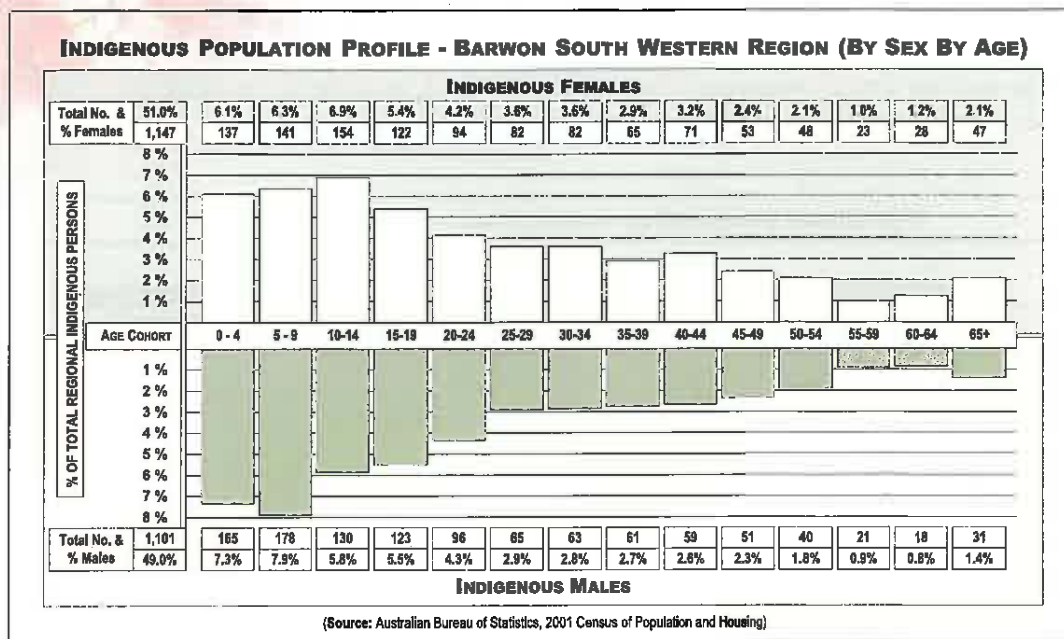 INDIGENOUS POPULATION PROFILE - BARWON SOUTH WESTERN REGION (BY SEX BY AGE)
INDIGENOUS FEMALES
Total No. & 51.0% 6.1% 6.3% 6.9% 5.4% 4.2% 3.6% 3.6% 2.9% 3.2% 2.4% 2.1% 1.0% 1.2% 2.1%
% Females 1,147 137 141 154 122 94 82 82 65 71 53 48 23 28 47
% OF TOTAL REGIONAL INDIGENOUS PERSONS
8 %
7 %
6 %
5 %
4 %
3 %
2 %
1 %
AGE COHORT 0 - 4 5 - 9 10-14 15-19 20-24 25-29 30-34 35-39 40-44 45-49 50-54 55-59 60-64 65+
1 %
2 %
3 %
4 %
5 %
6 %
7 %
8 %
Total No. & 1,101 165 178 130 123 96 65 63 61 59 51 40 21 18 31
% Males 49.0% 7.3% 7.9% 5.8% 5.5% 4.3% 2.9% 2.8% 2.7% 2.6% 2.3% 1.8% 0.9% 0.8% 1.4%
INDIGENOUS MALES
(Source: Australian Bureau of Statistics, 2001 Census of Population and Housing)